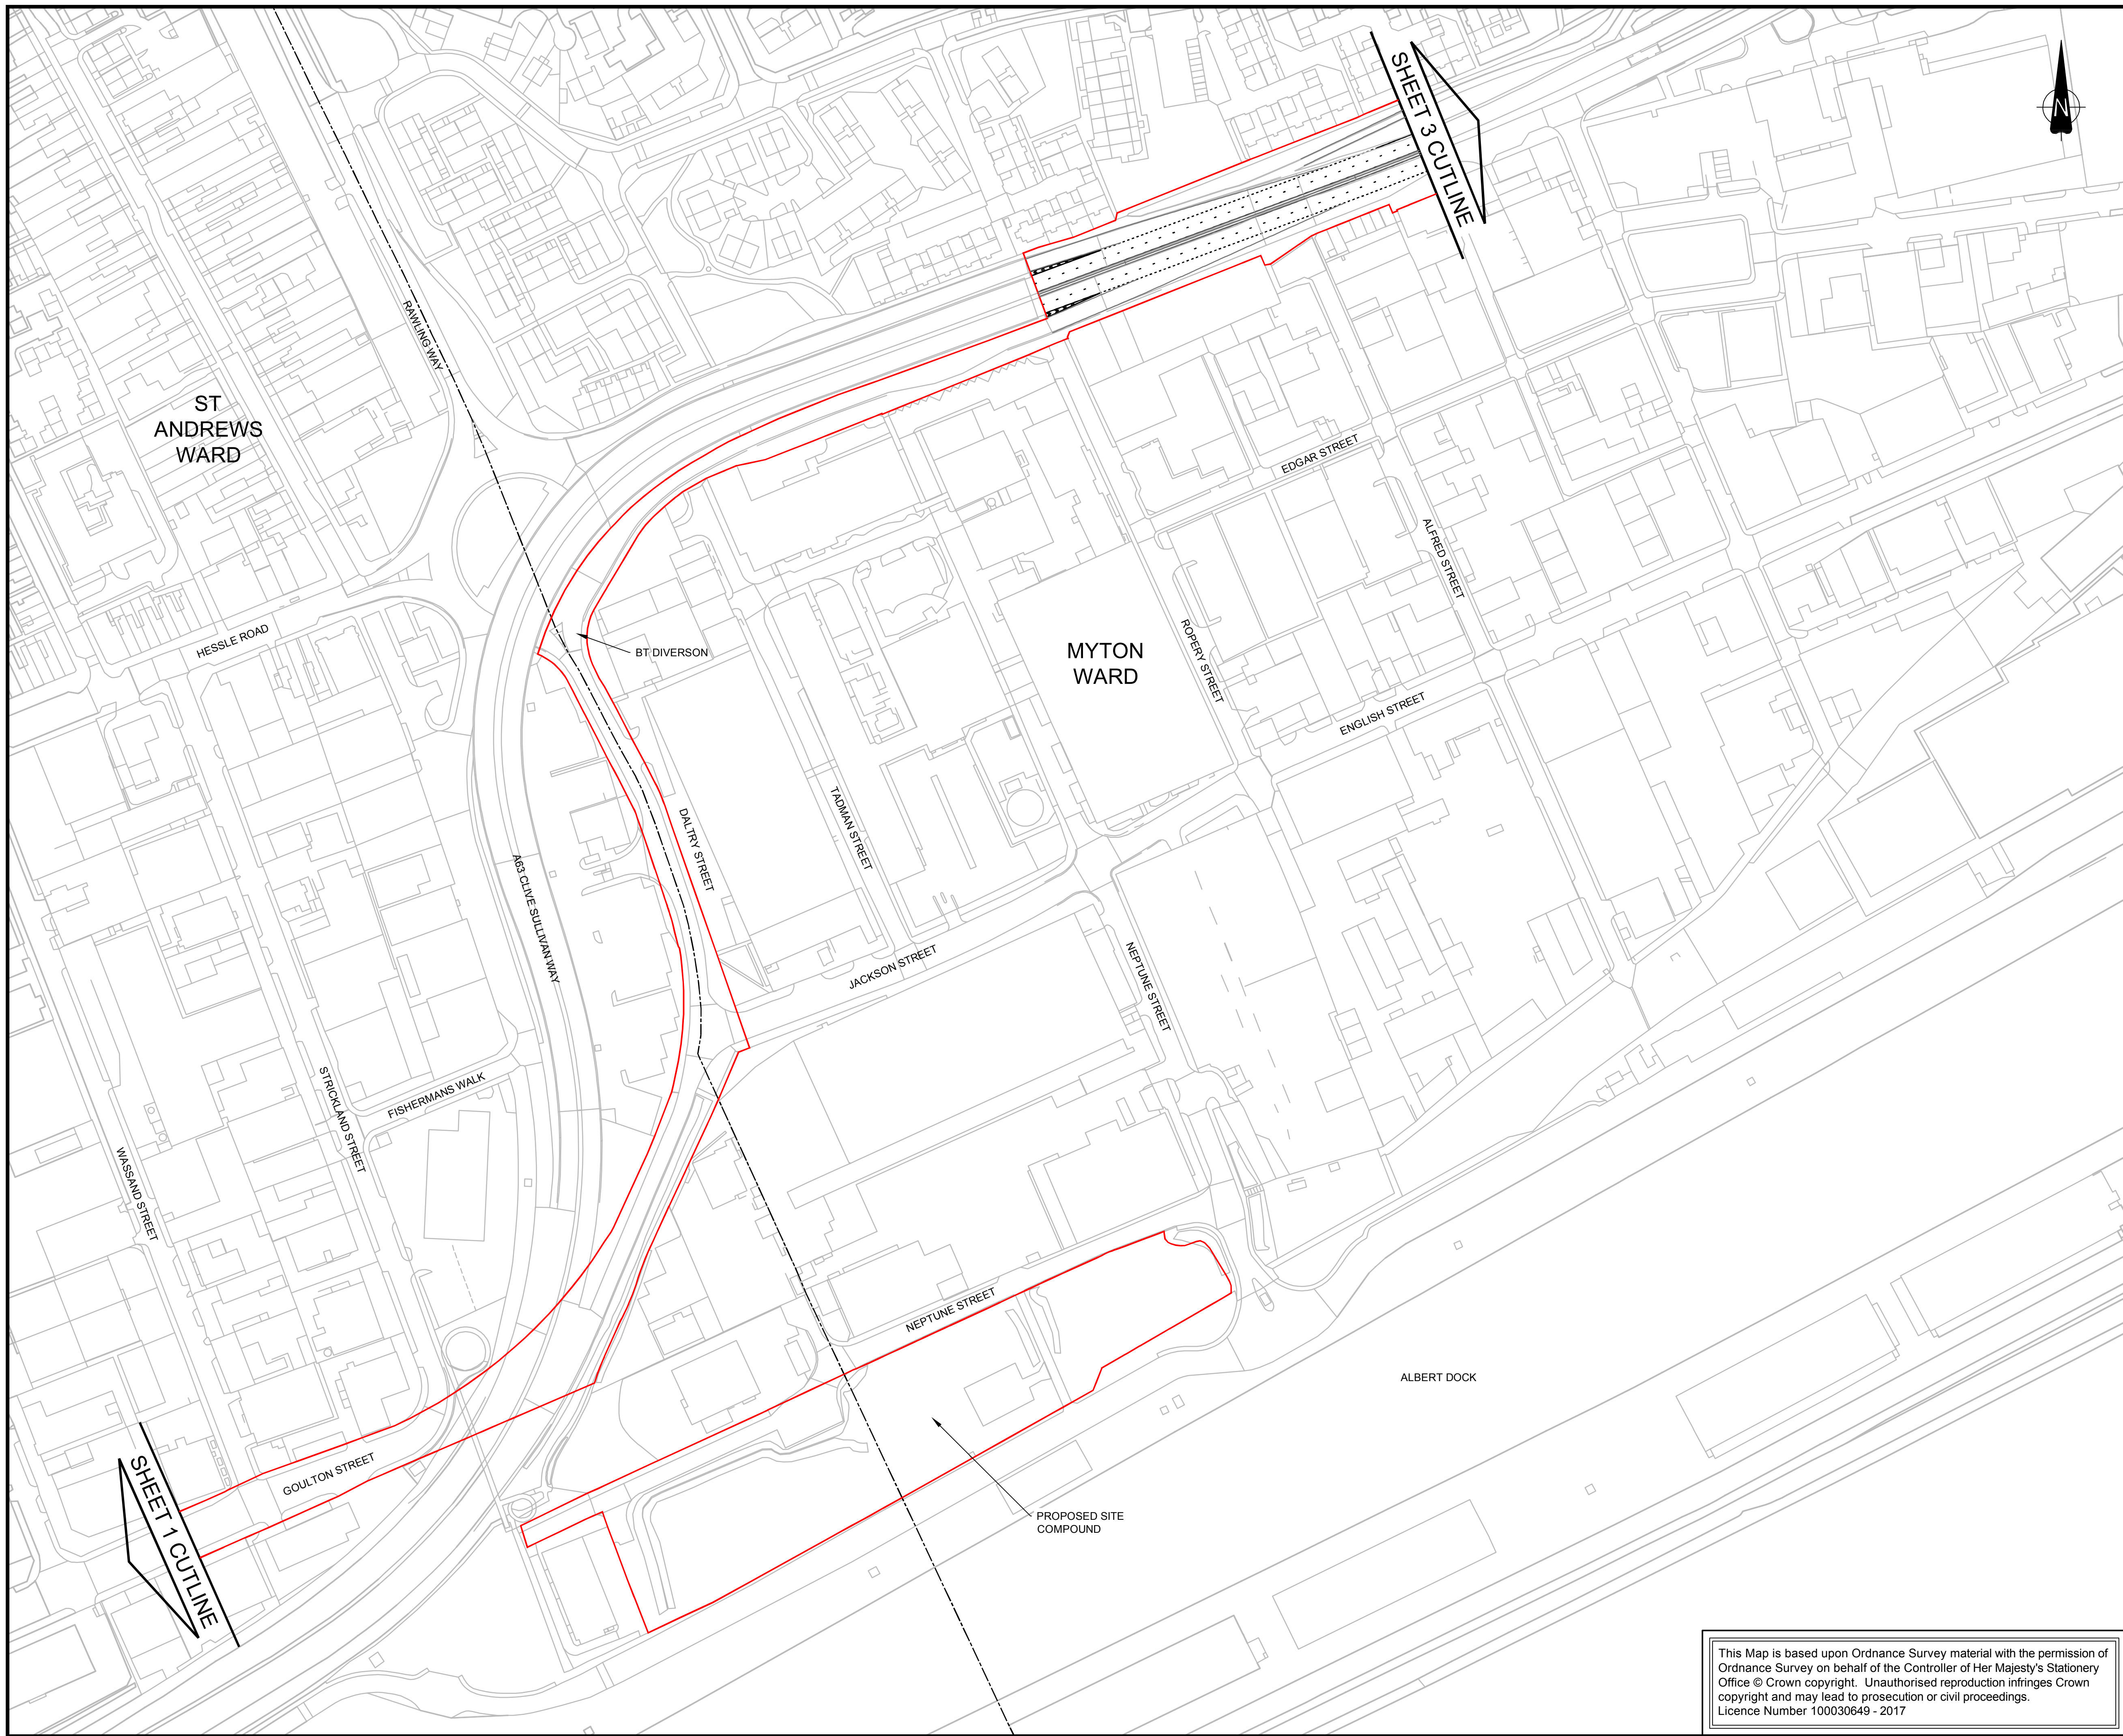 SHEET 3 CUTLINE
N
RAWLING WAY
ST
ANDREWS
WARD
EDGAR STREET
ALFRED STREET
HESSLE ROAD
BT DIVERSON
MYTON
WARD
ROPERY STREET
ENGLISH STREET
TADMAN STREET
DALTRY STREET
A63 CLIVE SULLIVAN WAY
JACKSON STREET
NEPTUNE STREET
STRICKLAND STREET
FISHERMANS WALK
WASSAND STREET
NEPTUNE STREET
ALBERT DOCK
GOULTON STREET
SHEET 1 CUTLINE
PROPOSED SITE
COMPOUND
This Map is based upon Ordnance Survey material with the permission of
Ordnance Survey on behalf of the Controller of Her Majesty's Stationery
Office © Crown copyright. Unauthorised reproduction infringes Crown
copyright and may lead to prosecution or civil proceedings.
Licence Number 100030649 - 2017